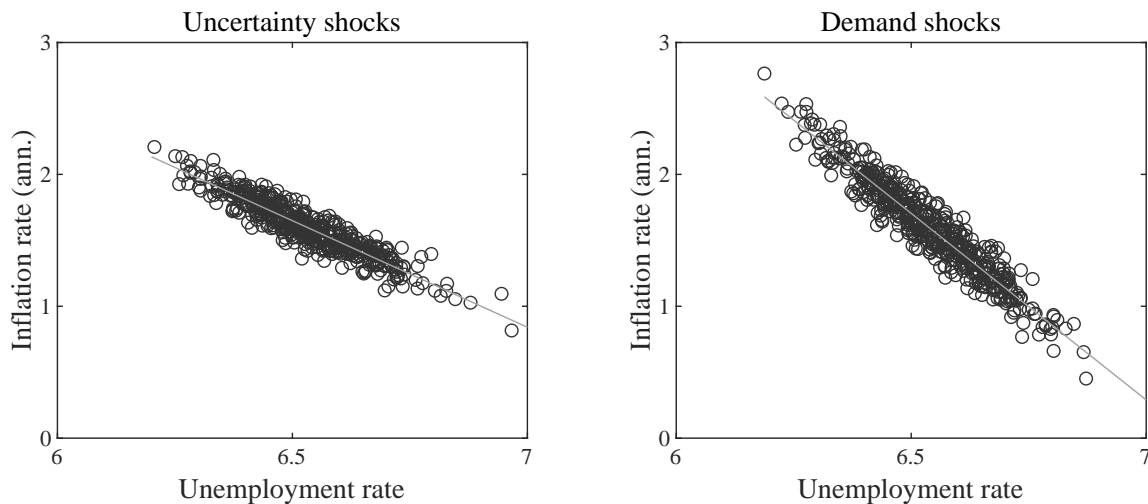 Uncertainty shocks
3
2
1
0
6
6.5
7
Inflation rate (ann.)
Unemployment rate
Demand shocks
3
2
1
0
6
6.5
7
Inflation rate (ann.)
Unemployment rate